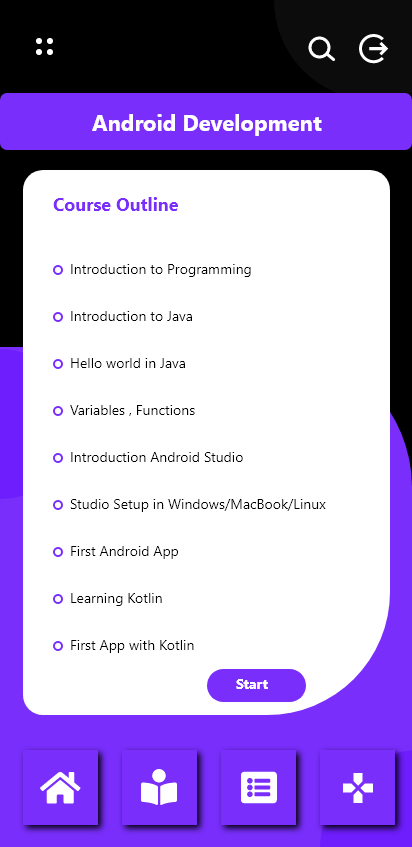 Android Development
Course Outline
Introduction to Programming
Introduction to Java
Hello world in Java
Variables , Functions
Introduction Android Studio
Studio Setup in Windows/MacBook/Linux
First Android App
Learning Kotlin
First App with Kotlin
Start